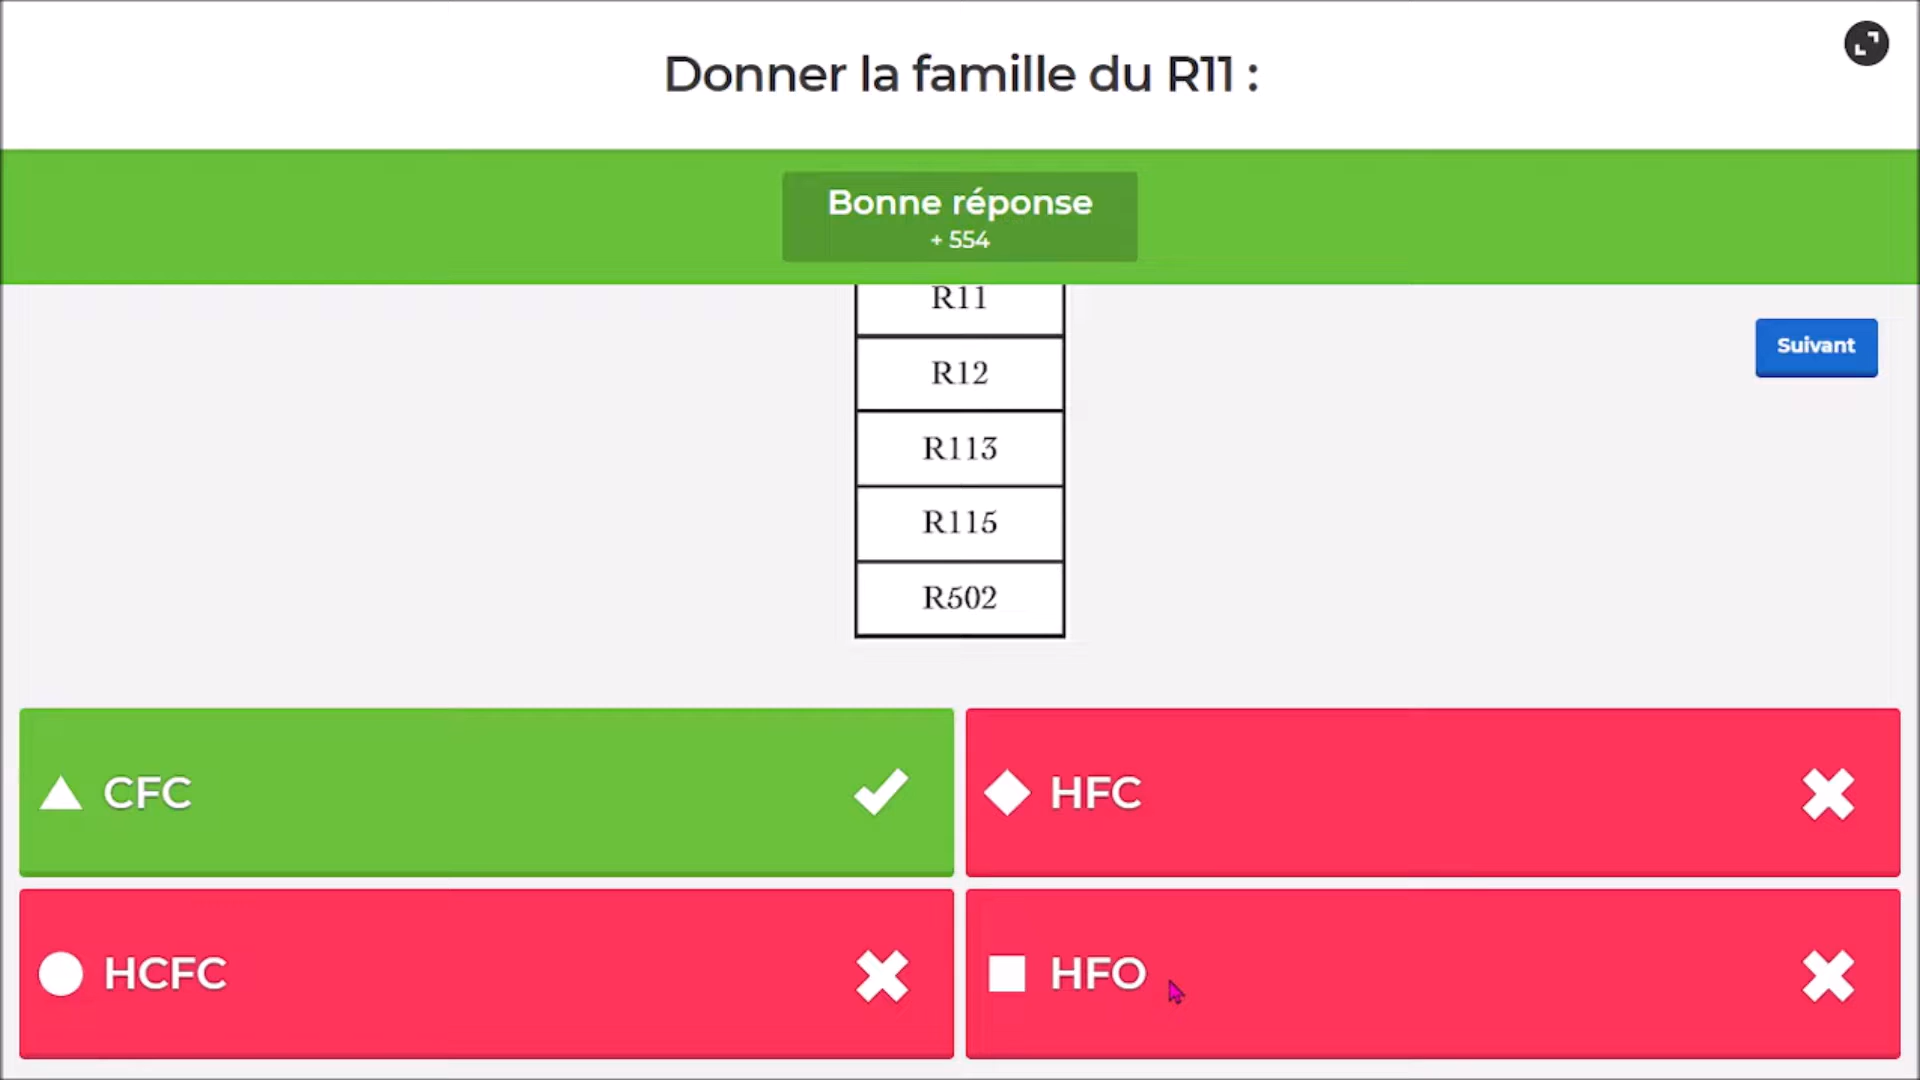 Donner la famille du R11 :
Bonne réponse
+ 554
R11
Suivant
R12
R113
R115
R502
CFC
HFC
HCFC
HFO